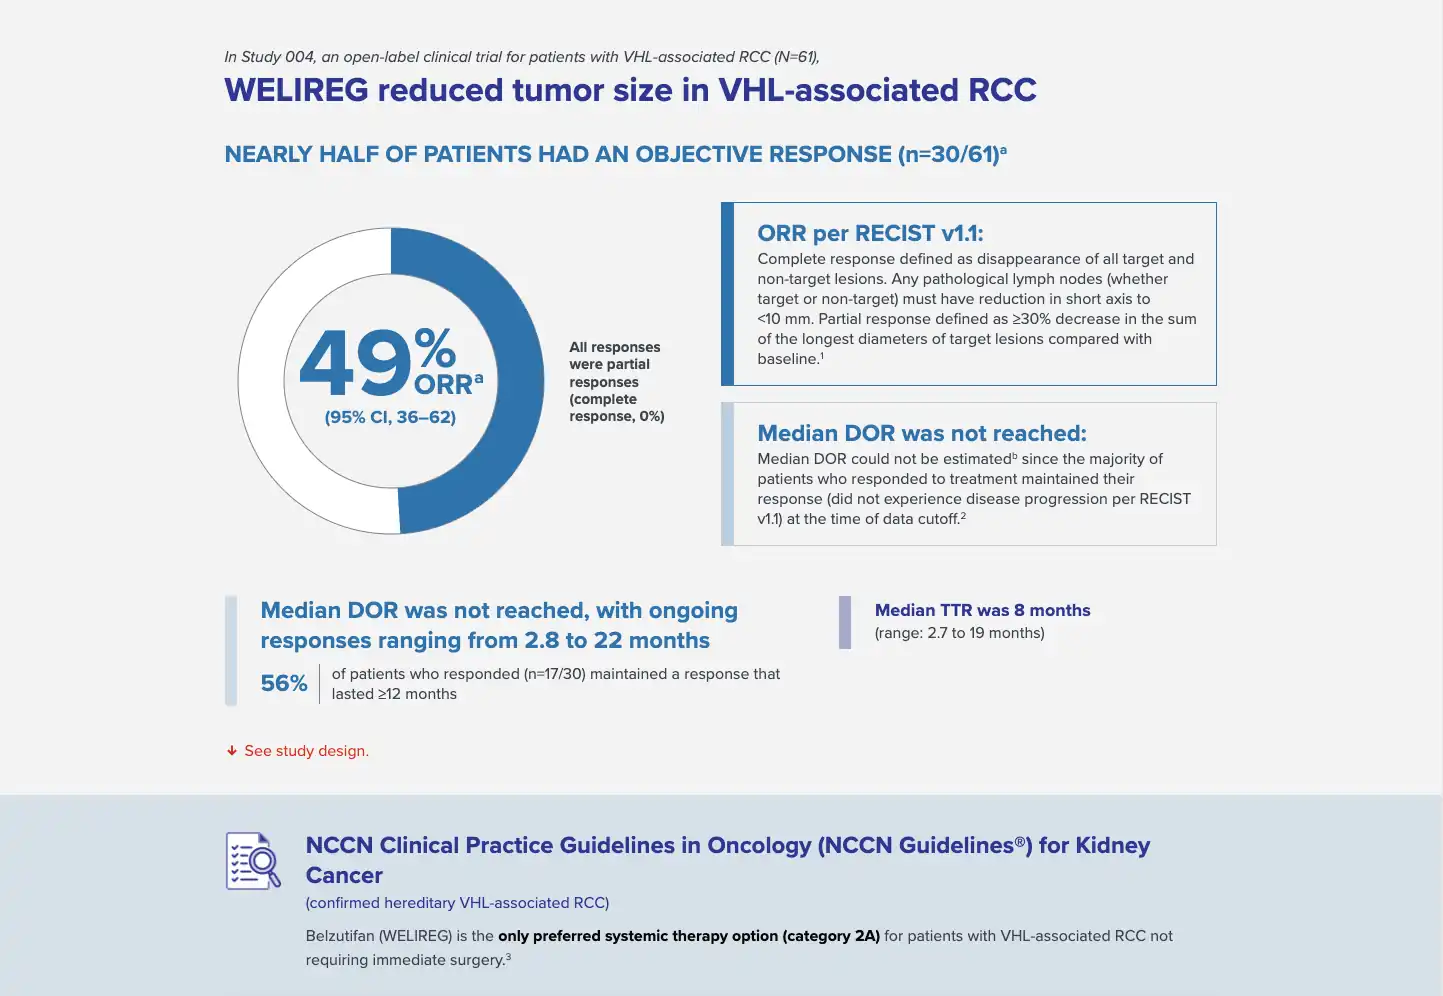 In Study 004, an open-label clinical trial for patients with VHL-associated RCC (N=61),
WELIREG reduced tumor size in VHL-associated RCC
NEARLY HALF OF PATIENTS HAD AN OBJECTIVE RESPONSE (n=30/61)ᵃ
49%
ORRᵃ
(95% CI, 36–62)
All responses
were partial
responses
(complete
response, 0%)
ORR per RECIST v1.1:
Complete response defined as disappearance of all target and
non-target lesions. Any pathological lymph nodes (whether
target or non-target) must have reduction in short axis to
<10 mm. Partial response defined as ≥30% decrease in the sum
of the longest diameters of target lesions compared with
baseline.¹
Median DOR was not reached:
Median DOR could not be estimatedᵇ since the majority of
patients who responded to treatment maintained their
response (did not experience disease progression per RECIST
v1.1) at the time of data cutoff.²
Median DOR was not reached, with ongoing
responses ranging from 2.8 to 22 months
56%
of patients who responded (n=17/30) maintained a response that
lasted ≥12 months
Median TTR was 8 months
(range: 2.7 to 19 months)
↓ See study design.
NCCN Clinical Practice Guidelines in Oncology (NCCN Guidelines®) for Kidney
Cancer
(confirmed hereditary VHL-associated RCC)
Belzutifan (WELIREG) is the only preferred systemic therapy option (category 2A) for patients with VHL-associated RCC not
requiring immediate surgery.³